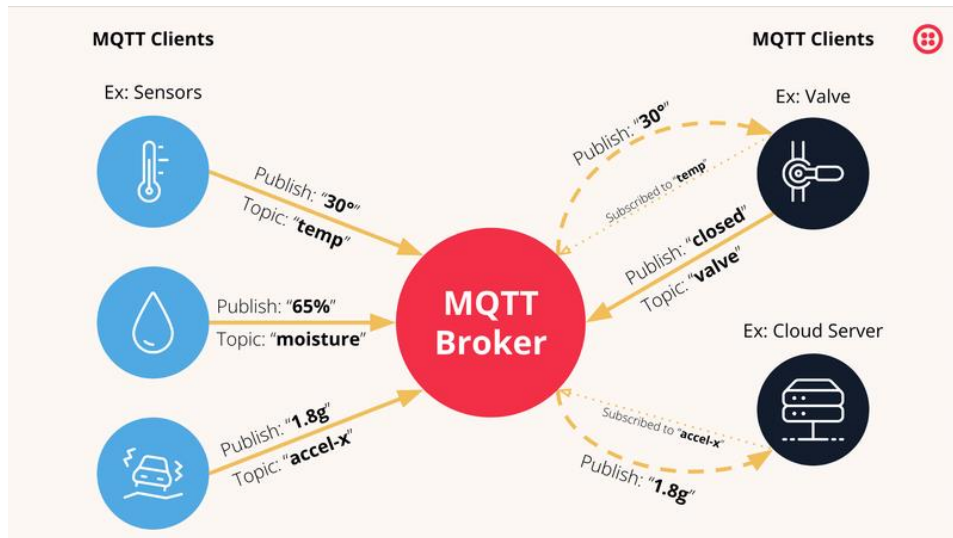 MQTT Clients
MQTT Clients
Ex: Sensors
Ex: Valve
Publish: “30°”
Topic: “temp”
Publish: “30°”
Subscribed to “temp”
Publish: “closed”
Topic: “valve”
Publish: “65%”
Topic: “moisture”
MQTT
Broker
Ex: Cloud Server
Publish: “1.8g”
Topic: “accel-x”
Subscribed to “accel-x”
Publish: “1.8g”